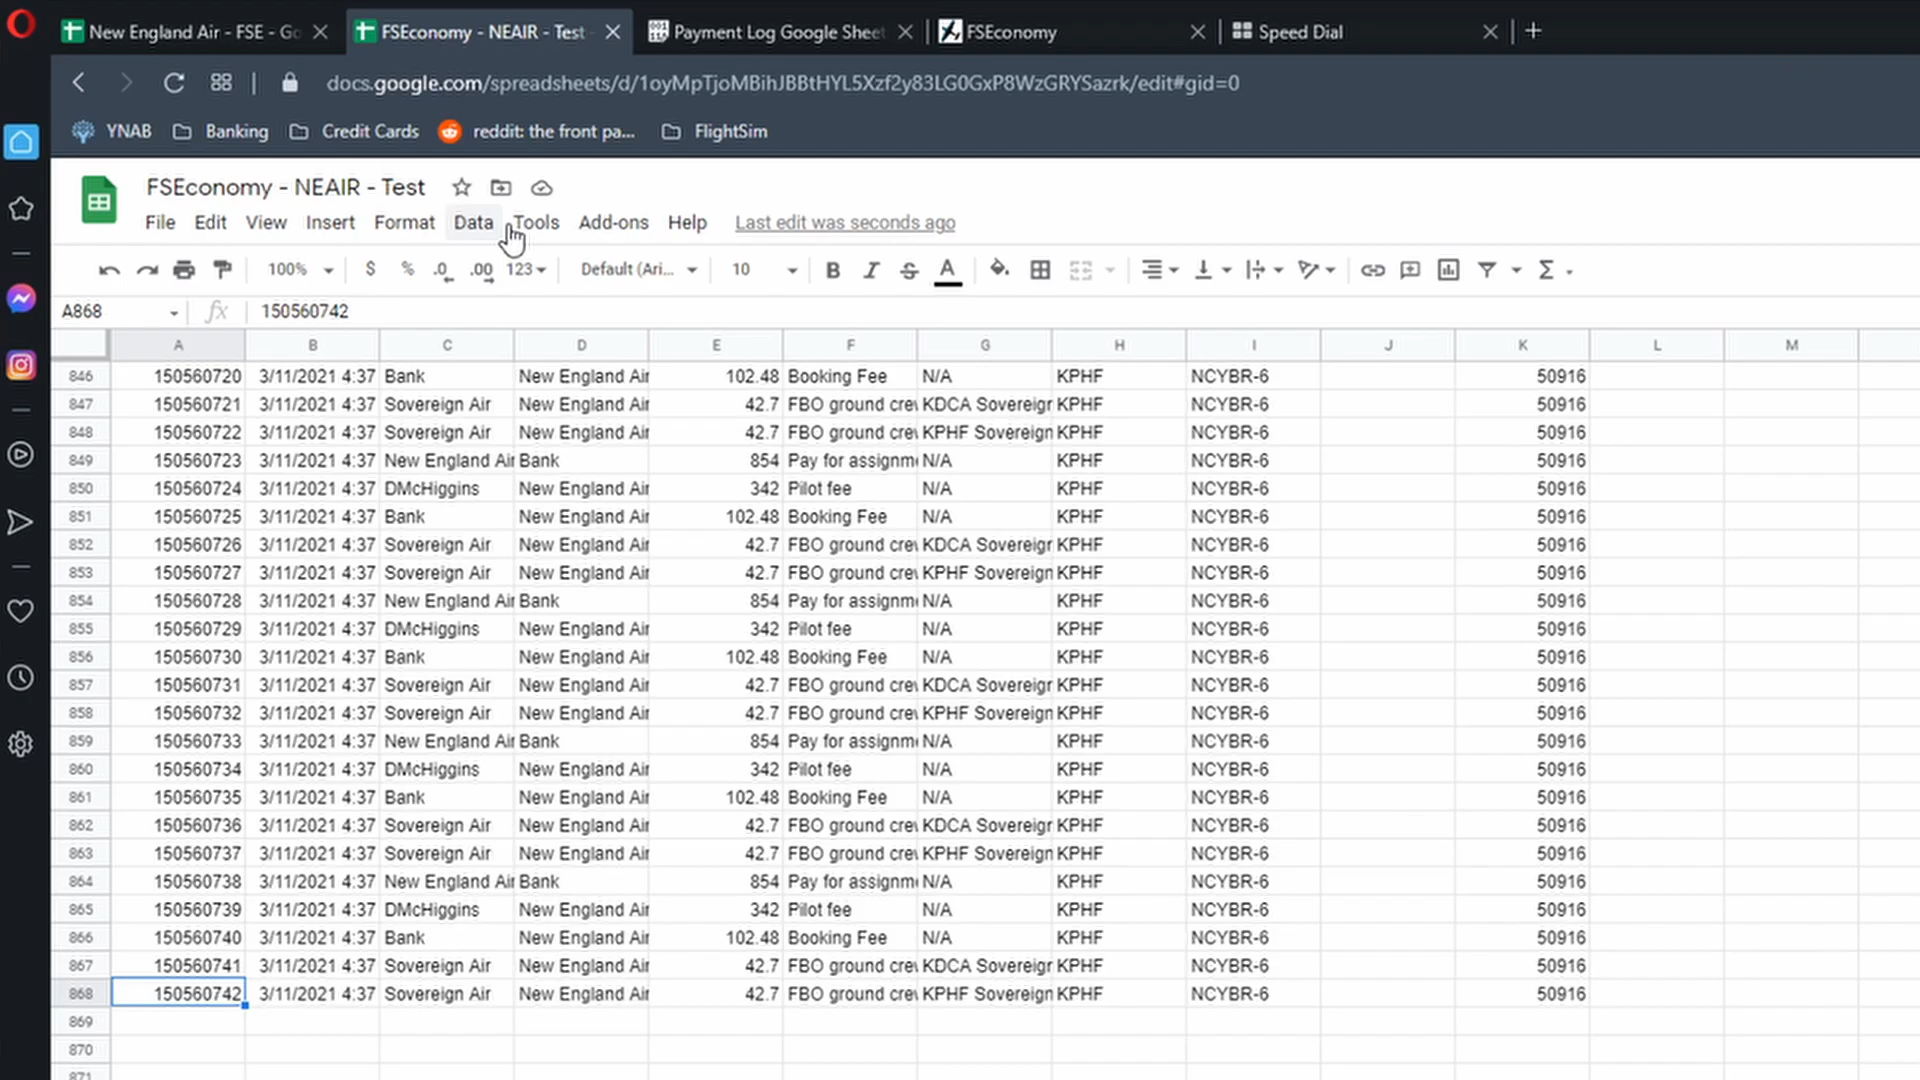 New England Air - FSE - Go
FSEconomy - NEAIR - Test -
Payment Log Google Sheet
FSEconomy
Speed Dial
docs.google.com/spreadsheets/d/1oyMpTjoMBihJBBtHYL5Xzf2y83LG0GxP8WzGRYSazrk/edit#gid=0
YNAB Banking Credit Cards reddit: the front pa... FlightSim
FSEconomy - NEAIR - Test
File Edit View Insert Format Data Tools Add-ons Help Last edit was seconds ago
100% $ % .0 .00 123 Default (Ari... 10 B I S A Σ
A868 fx 150560742
A B C D E F G H I J K L M
846 150560720 3/11/2021 4:37 Bank New England Air 102.48 Booking Fee N/A KPHF NCYBR-6 50916
847 150560721 3/11/2021 4:37 Sovereign Air New England Air 42.7 FBO ground crew KDCA Sovereign KPHF NCYBR-6 50916
848 150560722 3/11/2021 4:37 Sovereign Air New England Air 42.7 FBO ground crew KPHF Sovereign KPHF NCYBR-6 50916
849 150560723 3/11/2021 4:37 New England Air Bank 854 Pay for assignme N/A KPHF NCYBR-6 50916
850 150560724 3/11/2021 4:37 DMcHiggins New England Air 342 Pilot fee N/A KPHF NCYBR-6 50916
851 150560725 3/11/2021 4:37 Bank New England Air 102.48 Booking Fee N/A KPHF NCYBR-6 50916
852 150560726 3/11/2021 4:37 Sovereign Air New England Air 42.7 FBO ground crew KDCA Sovereign KPHF NCYBR-6 50916
853 150560727 3/11/2021 4:37 Sovereign Air New England Air 42.7 FBO ground crew KPHF Sovereign KPHF NCYBR-6 50916
854 150560728 3/11/2021 4:37 New England Air Bank 854 Pay for assignme N/A KPHF NCYBR-6 50916
855 150560729 3/11/2021 4:37 DMcHiggins New England Air 342 Pilot fee N/A KPHF NCYBR-6 50916
856 150560730 3/11/2021 4:37 Bank New England Air 102.48 Booking Fee N/A KPHF NCYBR-6 50916
857 150560731 3/11/2021 4:37 Sovereign Air New England Air 42.7 FBO ground crew KDCA Sovereign KPHF NCYBR-6 50916
858 150560732 3/11/2021 4:37 Sovereign Air New England Air 42.7 FBO ground crew KPHF Sovereign KPHF NCYBR-6 50916
859 150560733 3/11/2021 4:37 New England Air Bank 854 Pay for assignme N/A KPHF NCYBR-6 50916
860 150560734 3/11/2021 4:37 DMcHiggins New England Air 342 Pilot fee N/A KPHF NCYBR-6 50916
861 150560735 3/11/2021 4:37 Bank New England Air 102.48 Booking Fee N/A KPHF NCYBR-6 50916
862 150560736 3/11/2021 4:37 Sovereign Air New England Air 42.7 FBO ground crew KDCA Sovereign KPHF NCYBR-6 50916
863 150560737 3/11/2021 4:37 Sovereign Air New England Air 42.7 FBO ground crew KPHF Sovereign KPHF NCYBR-6 50916
864 150560738 3/11/2021 4:37 New England Air Bank 854 Pay for assignme N/A KPHF NCYBR-6 50916
865 150560739 3/11/2021 4:37 DMcHiggins New England Air 342 Pilot fee N/A KPHF NCYBR-6 50916
866 150560740 3/11/2021 4:37 Bank New England Air 102.48 Booking Fee N/A KPHF NCYBR-6 50916
867 150560741 3/11/2021 4:37 Sovereign Air New England Air 42.7 FBO ground crew KDCA Sovereign KPHF NCYBR-6 50916
868 150560742 3/11/2021 4:37 Sovereign Air New England Air 42.7 FBO ground crew KPHF Sovereign KPHF NCYBR-6 50916
869
870
871